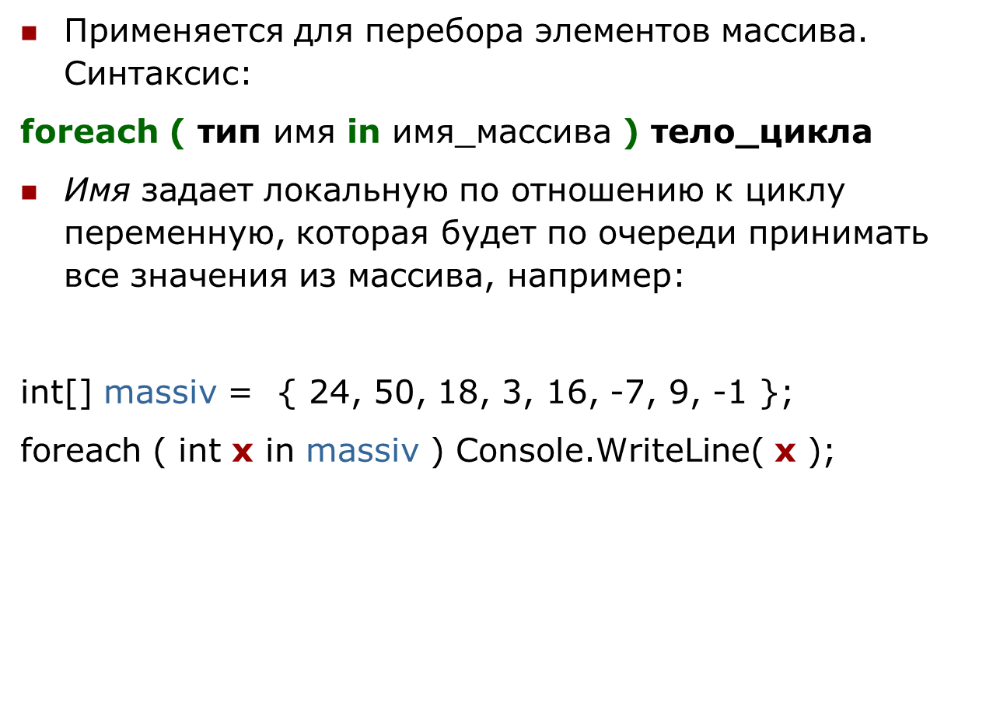 Применяется для перебора элементов массива.
Синтаксис:
foreach ( тип имя in имя_массива ) тело_цикла
Имя задает локальную по отношению к циклу
переменную, которая будет по очереди принимать
все значения из массива, например:
int[] massiv =  { 24, 50, 18, 3, 16, -7, 9, -1 };
foreach ( int x in massiv ) Console.WriteLine( x );